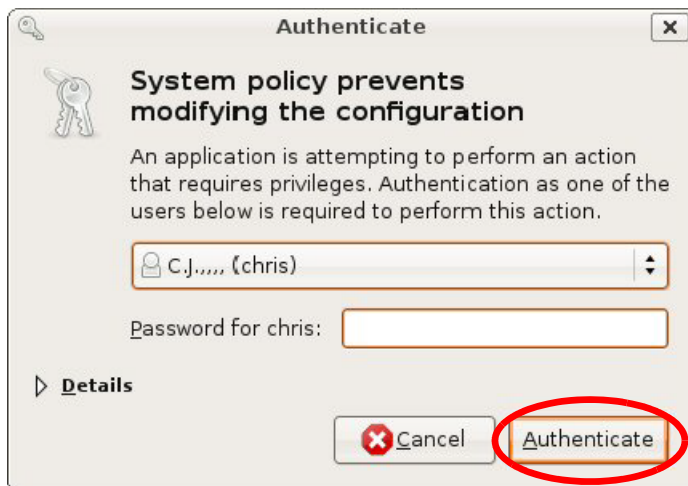 Authenticate
System policy prevents
modifying the configuration
An application is attempting to perform an action
that requires privileges. Authentication as one of the
users below is required to perform this action.
C.J.,,,, (chris)
Password for chris:
Details
Cancel
Authenticate